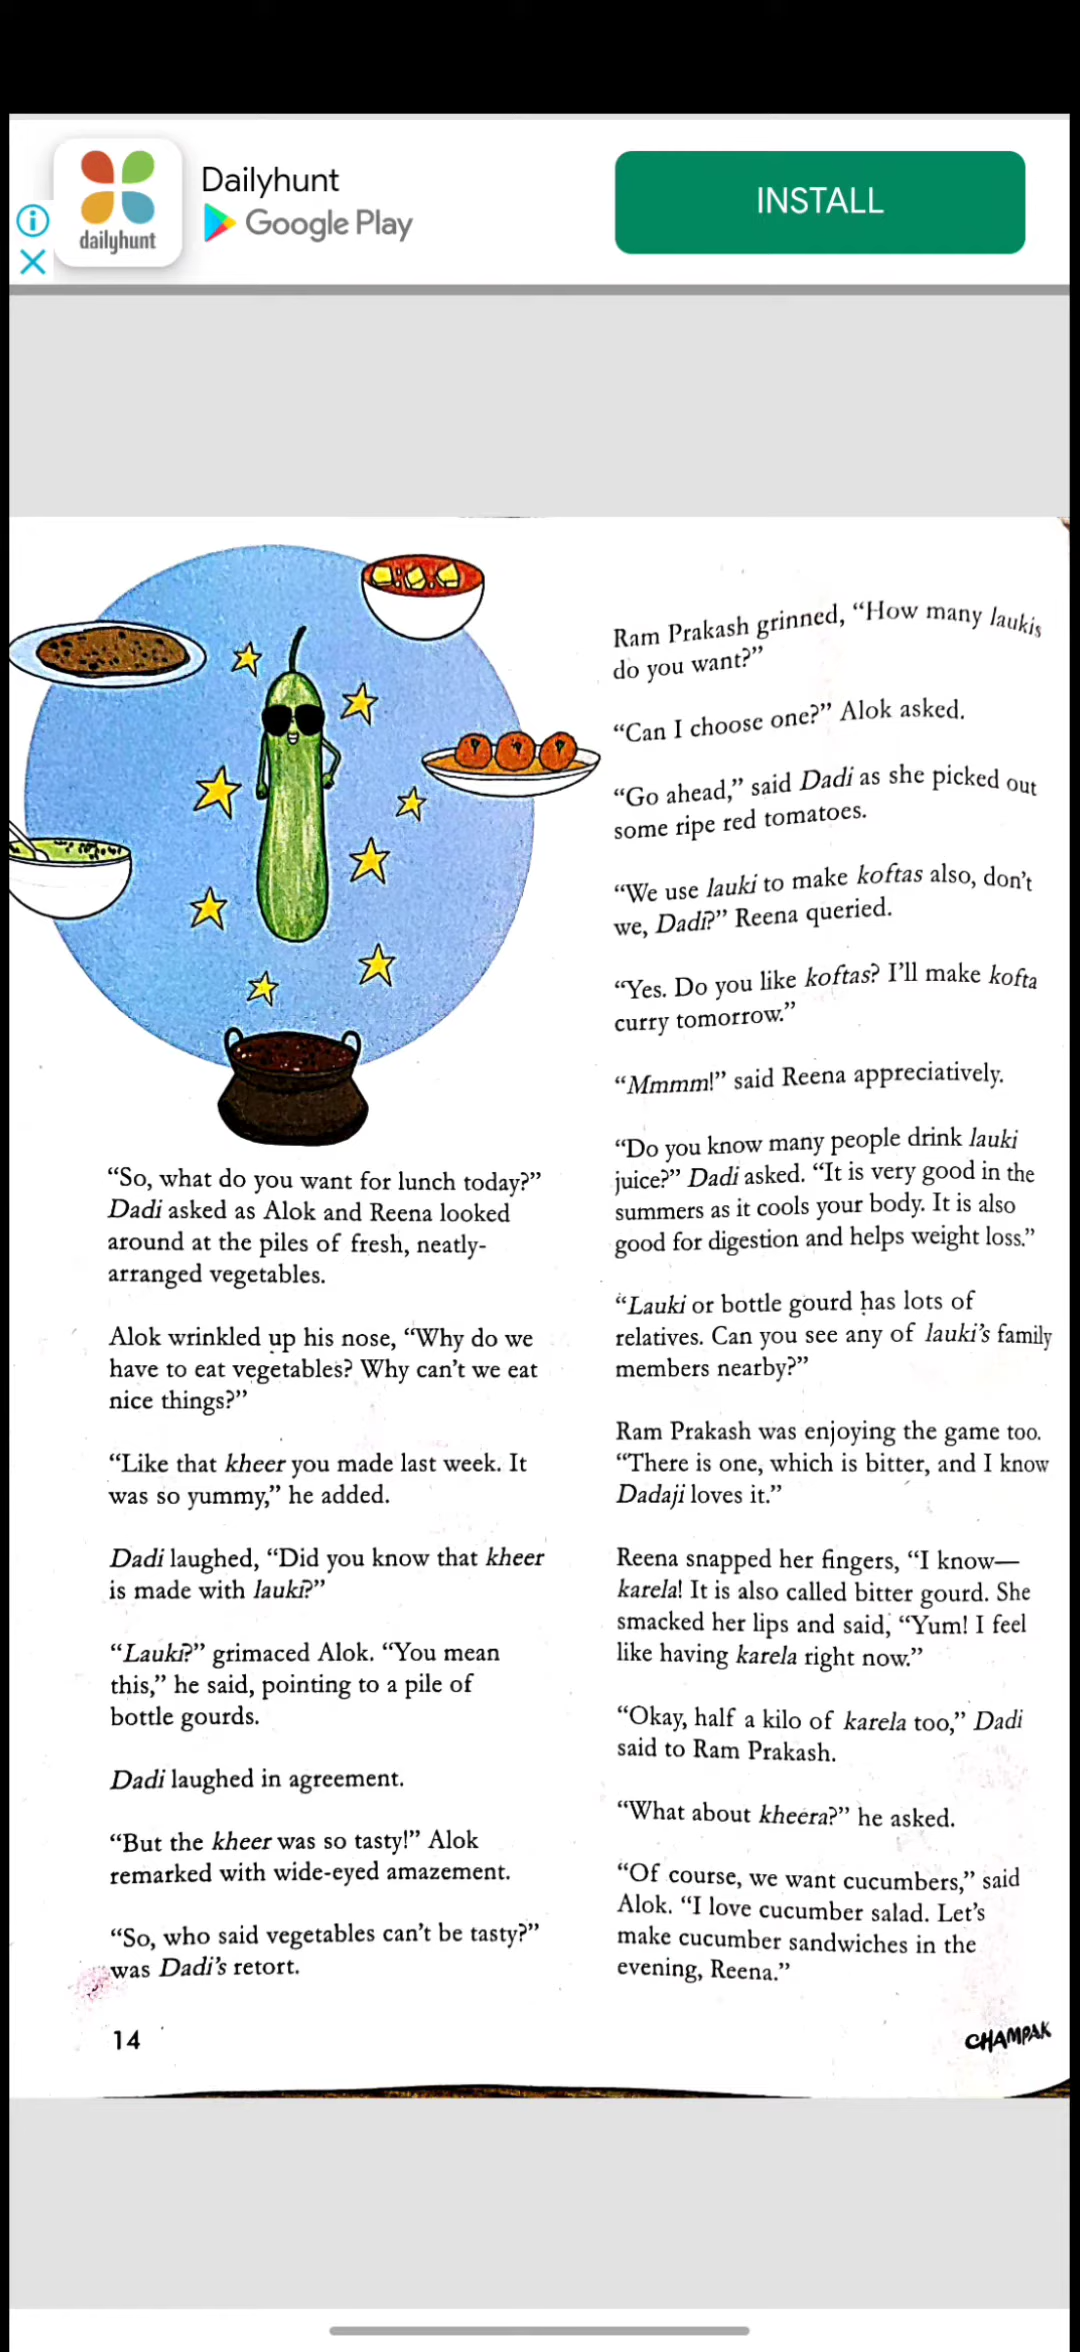 Dailyhunt
Google Play
dailyhunt
INSTALL
“So, what do you want for lunch today?”
Dadi asked as Alok and Reena looked
around at the piles of fresh, neatly-
arranged vegetables.
Alok wrinkled up his nose, “Why do we
have to eat vegetables? Why can’t we eat
nice things?”
“Like that kheer you made last week. It
was so yummy,” he added.
Dadi laughed, “Did you know that kheer
is made with lauki?”
“Lauki?” grimaced Alok. “You mean
this,” he said, pointing to a pile of
bottle gourds.
Dadi laughed in agreement.
“But the kheer was so tasty!” Alok
remarked with wide-eyed amazement.
“So, who said vegetables can’t be tasty?”
was Dadi’s retort.
14
Ram Prakash grinned, “How many laukis
do you want?”
“Can I choose one?” Alok asked.
“Go ahead,” said Dadi as she picked out
some ripe red tomatoes.
“We use lauki to make koftas also, don’t
we, Dadi?” Reena queried.
“Yes. Do you like koftas? I’ll make kofta
curry tomorrow.”
“Mmmm!” said Reena appreciatively.
“Do you know many people drink lauki
juice?” Dadi asked. “It is very good in the
summers as it cools your body. It is also
good for digestion and helps weight loss.”
“Lauki or bottle gourd has lots of
relatives. Can you see any of lauki’s family
members nearby?”
Ram Prakash was enjoying the game too.
“There is one, which is bitter, and I know
Dadaji loves it.”
Reena snapped her fingers, “I know—
karela! It is also called bitter gourd. She
smacked her lips and said, “Yum! I feel
like having karela right now.”
“Okay, half a kilo of karela too,” Dadi
said to Ram Prakash.
“What about kheera?” he asked.
“Of course, we want cucumbers,” said
Alok. “I love cucumber salad. Let’s
make cucumber sandwiches in the
evening, Reena.”
CHAMPAK